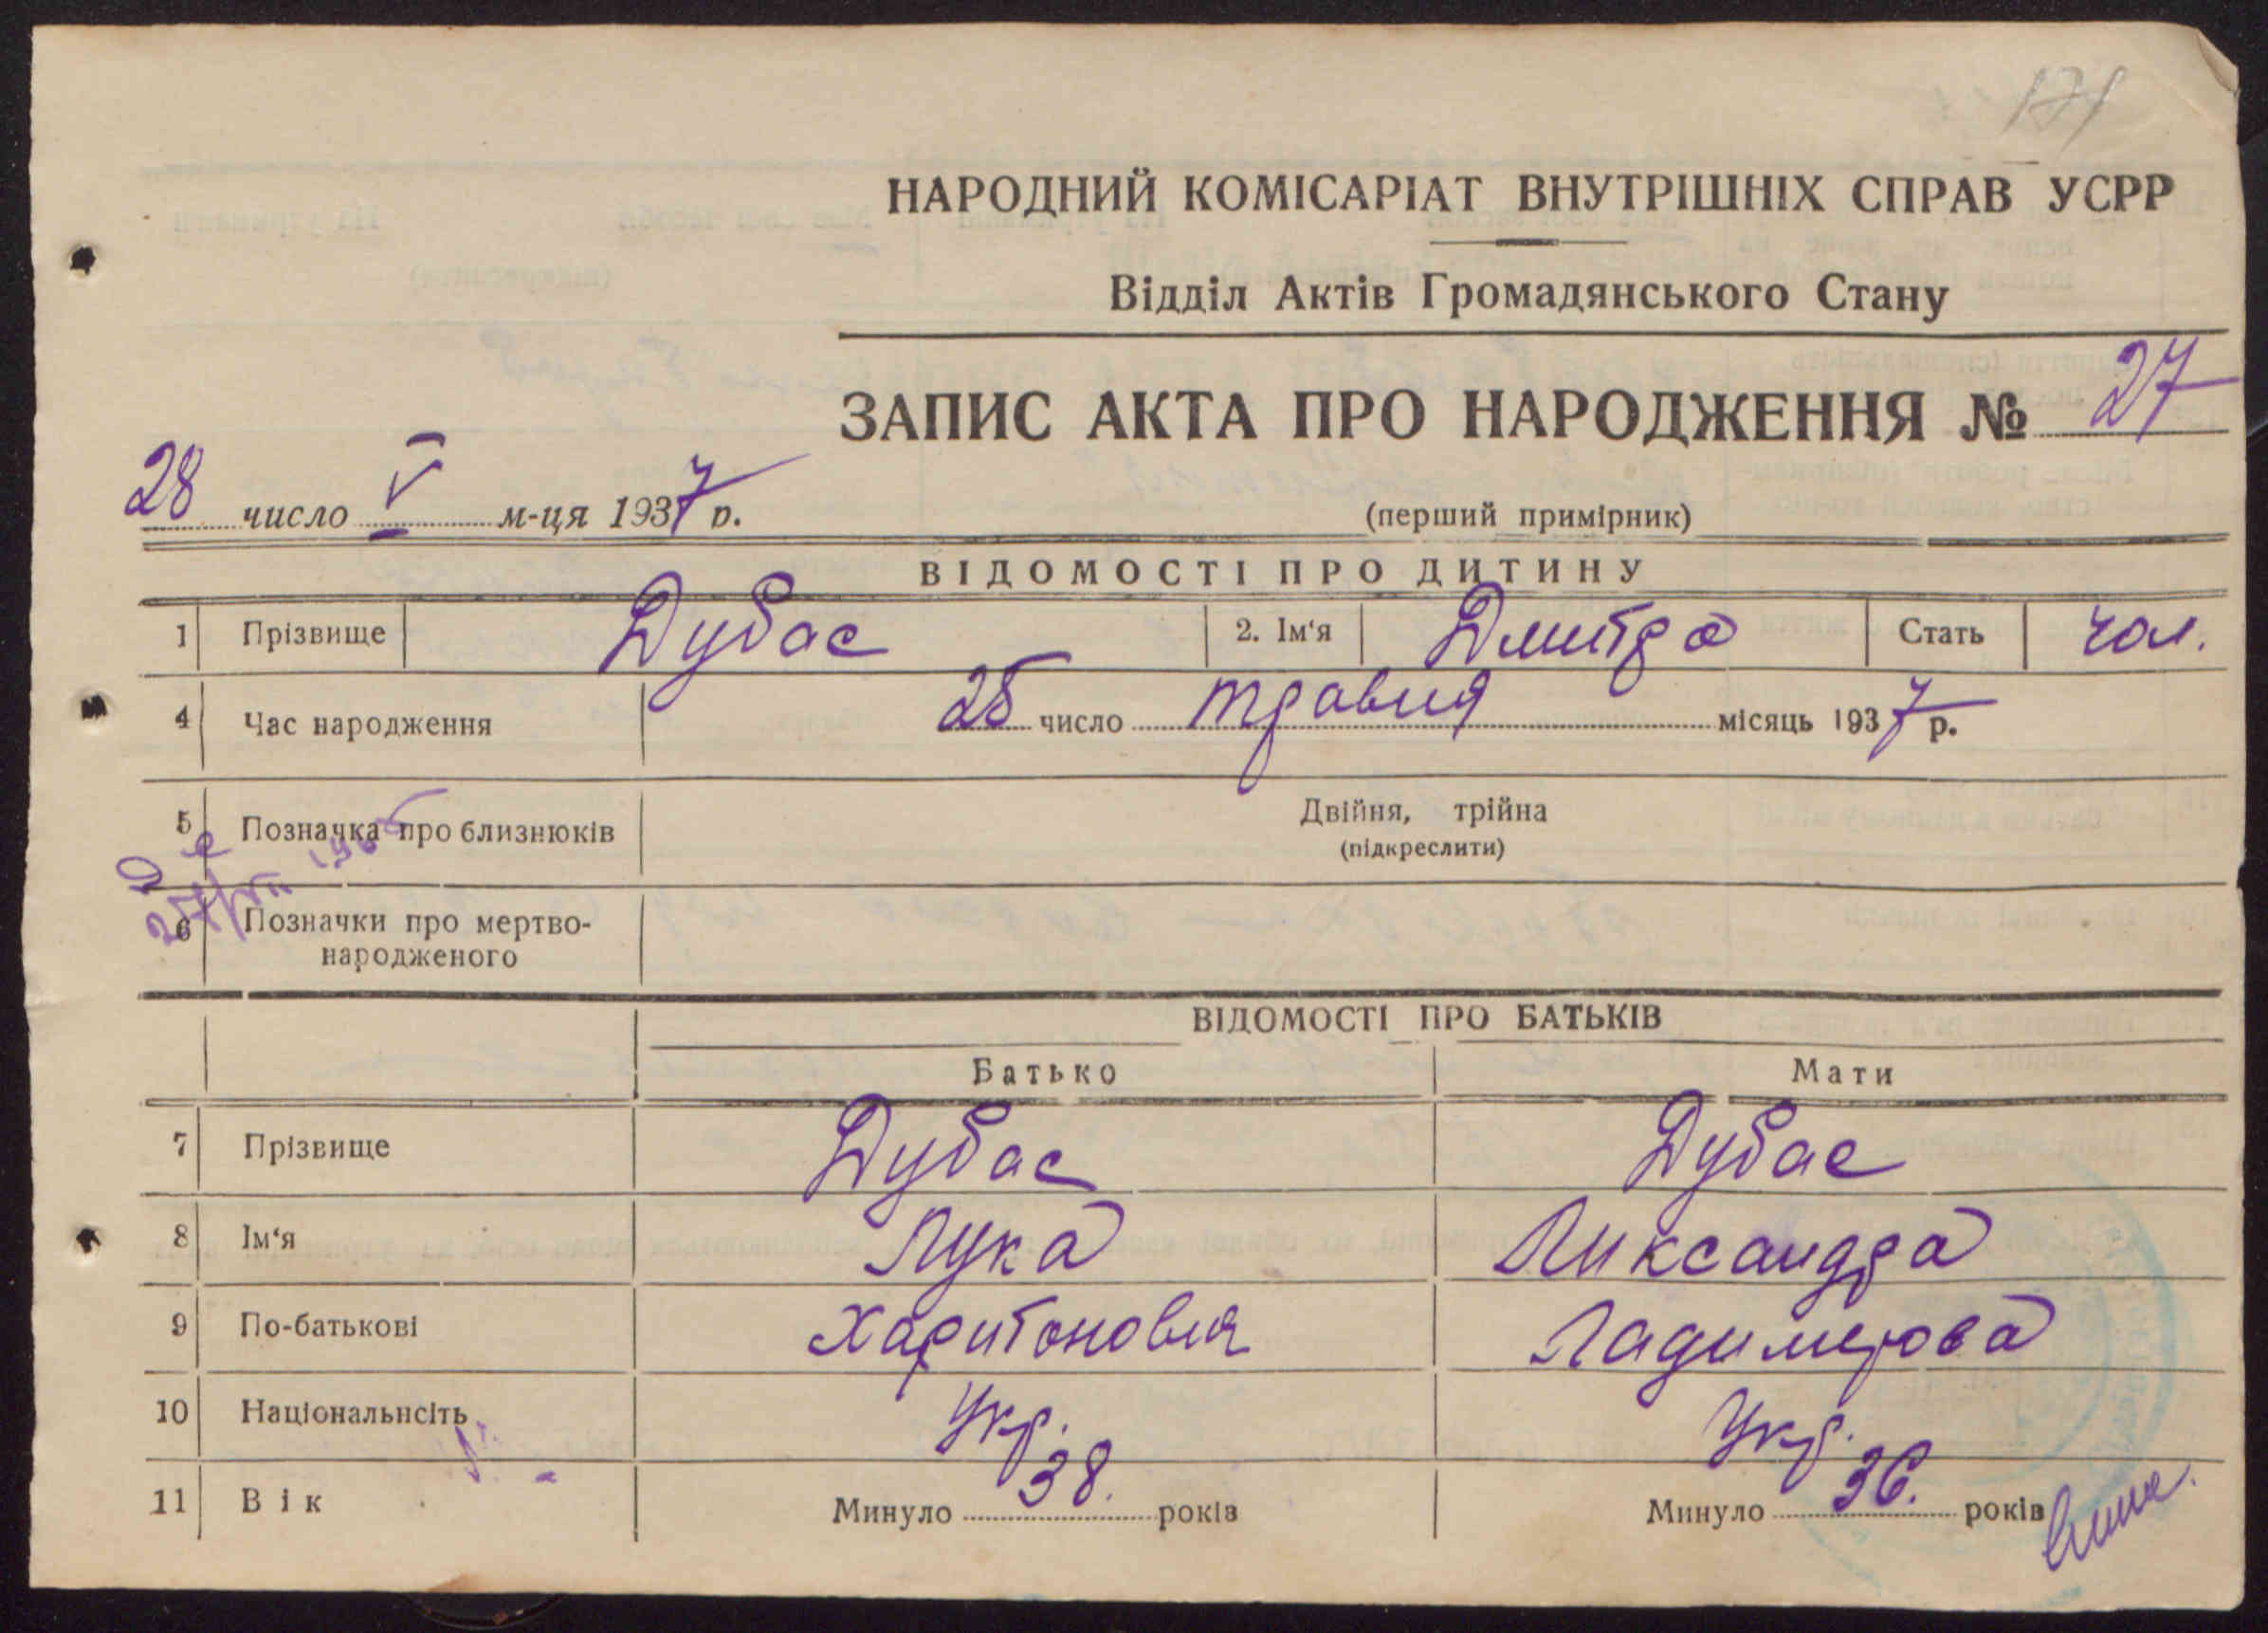 171
НАРОДНИЙ КОМІСАРІАТ ВНУТРІШНІХ СПРАВ УСРР
Відділ Актів Громадянського Стану
ЗАПИС АКТА ПРО НАРОДЖЕННЯ № 27
28 число V м-ця 1937 р.
(перший примірник)
ВІДОМОСТІ ПРО ДИТИНУ
1 Прізвище Дубас 2. Ім'я Дмитро Стать чол.
4 Час народження 25 число травня місяць 1937 р.
5 Позначка про близнюків Двійня, трійна
(підкреслити)
6 Позначки про мертво-
народженого
ВІДОМОСТІ ПРО БАТЬКІВ
Батько Мати
7 Прізвище Дубас Дубас
8 Ім'я Лука Ликсандра
9 По-батькові Харитонович Ладимерова
10 Національнсіть Укр. Укр.
11 Вік Минуло 38. років Минуло 36. років